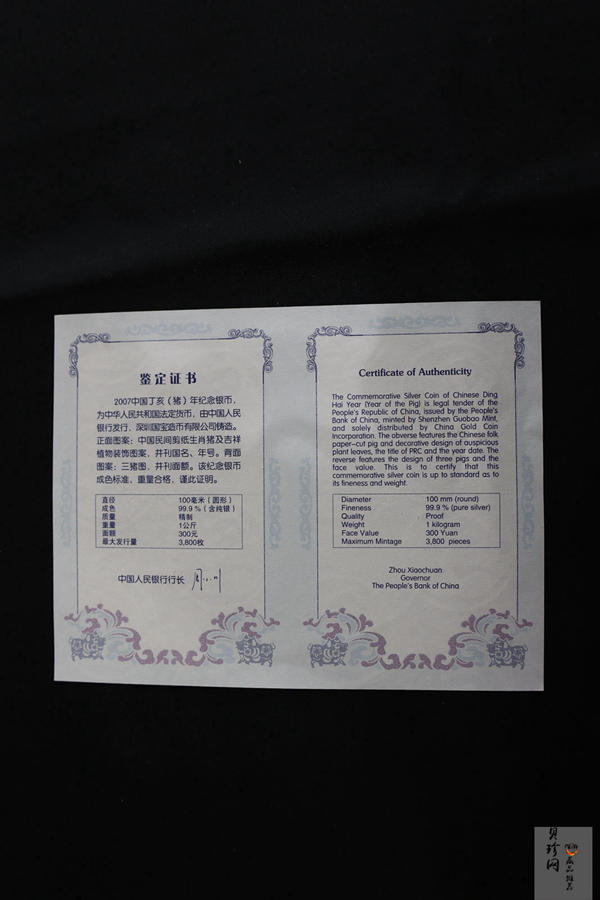 鉴定证书
2007中国丁亥（猪）年纪念银币，
为中华人民共和国法定货币，由中国人民
银行发行，深圳国宝造币有限公司铸造。
正面图案：中国民间剪纸生肖猪及吉祥
植物装饰图案，并刊国名、年号。背面
图案：三猪图，并刊面额。该纪念银币
成色标准、重量合格，谨此证明。
直径 100毫米（圆形）
成色 99.9%（含纯银）
质量 精制
重量 1公斤
面额 300元
最大发行量 3,800枚
中国人民银行行长
Certificate of Authenticity
The Commemorative Silver Coin of Chinese Ding
Hai Year (Year of the Pig) is legal tender of the
People's Republic of China, issued by the People's
Bank of China, minted by Shenzhen Guobao Mint,
and solely distributed by China Gold Coin
Incorporation. The obverse features the Chinese folk
paper-cut pig and decorative design of auspicious
plant leaves, the title of PRC and the year date. The
reverse features the design of three pigs and the
face value. This is to certify that this
commemorative silver coin is up to standard as to
its fineness and weight.
Diameter 100 mm (round)
Fineness 99.9 % (pure silver)
Quality Proof
Weight 1 kilogram
Face Value 300 Yuan
Maximum Mintage 3,800 pieces
Zhou Xiaochuan
Governor
The People's Bank of China
贝珍网